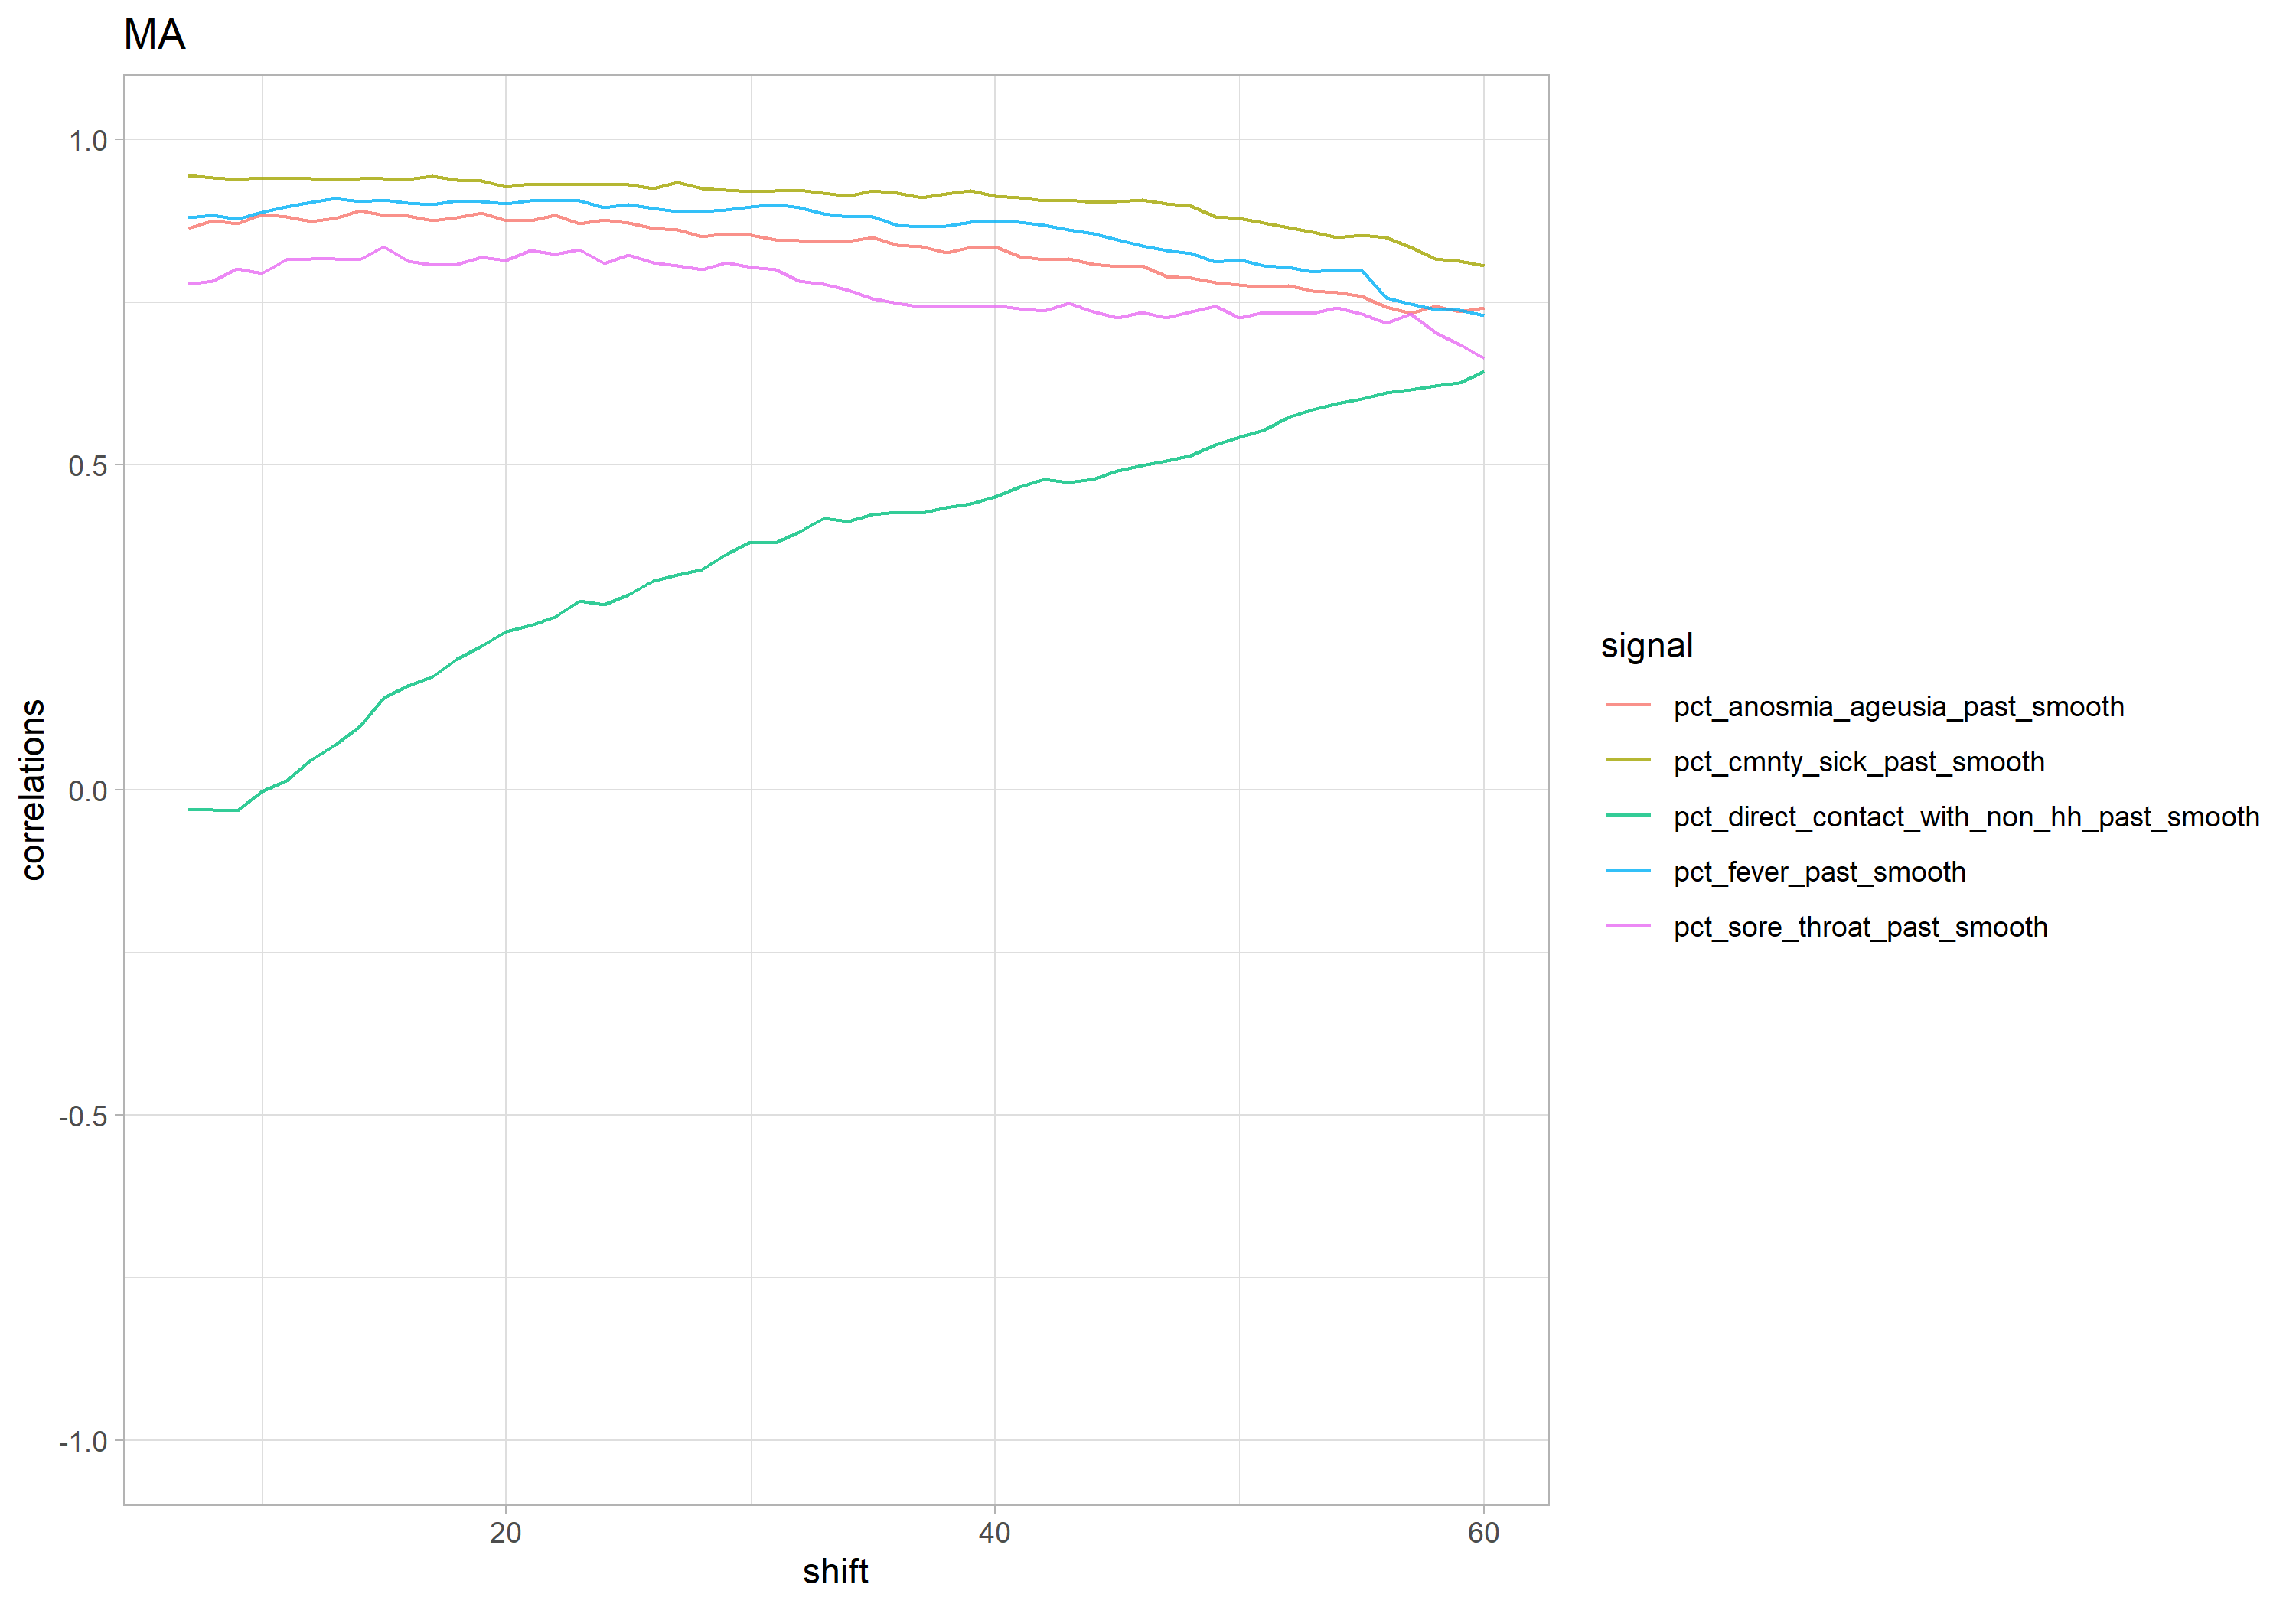 MA
1.0
0.5
0.0
-0.5
-1.0
correlations
20
40
60
shift
signal
pct_anosmia_ageusia_past_smooth
pct_cmnty_sick_past_smooth
pct_direct_contact_with_non_hh_past_smooth
pct_fever_past_smooth
pct_sore_throat_past_smooth